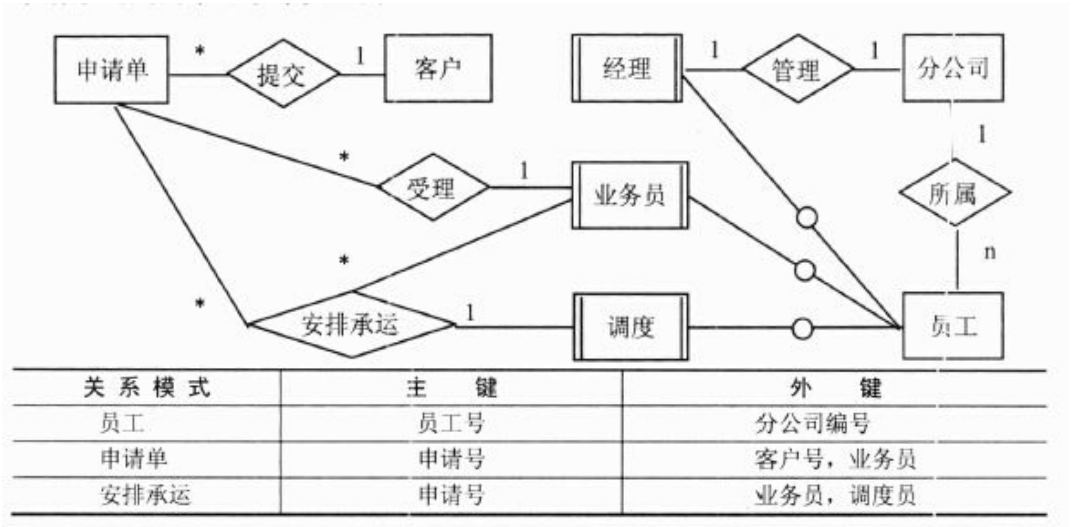 申请单 * 提交 1 客户 经理 1 管理 1 分公司
1
* 受理 1 业务员 所属
* n
* 安排承运 1 调度 员工
关系模式 主键 外键
员工 员工号 分公司编号
申请单 申请号 客户号，业务员
安排承运 申请号 业务员，调度员